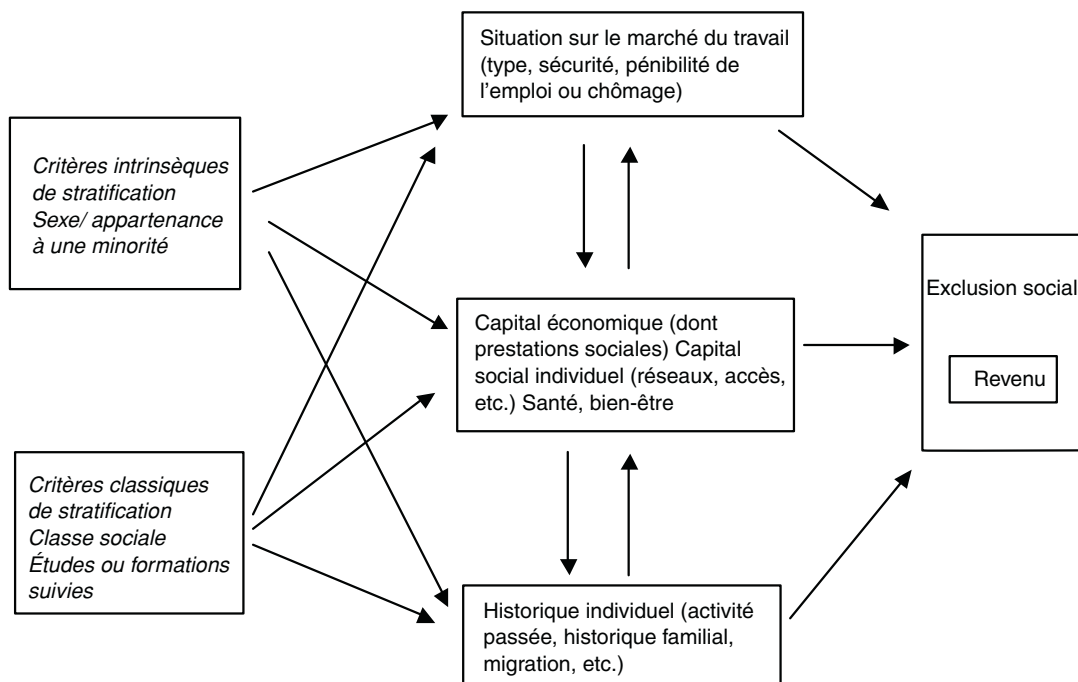 Situation sur le marché du travail
(type, sécurité, pénibilité de
l'emploi ou chômage)
Critères intrinsèques
de stratification
Sexe/ appartenance
à une minorité
Capital économique (dont
prestations sociales) Capital
social individuel (réseaux, accès,
etc.) Santé, bien-être
Exclusion social
Revenu
Critères classiques
de stratification
Classe sociale
Études ou formations
suivies
Historique individuel (activité
passée, historique familial,
migration, etc.)